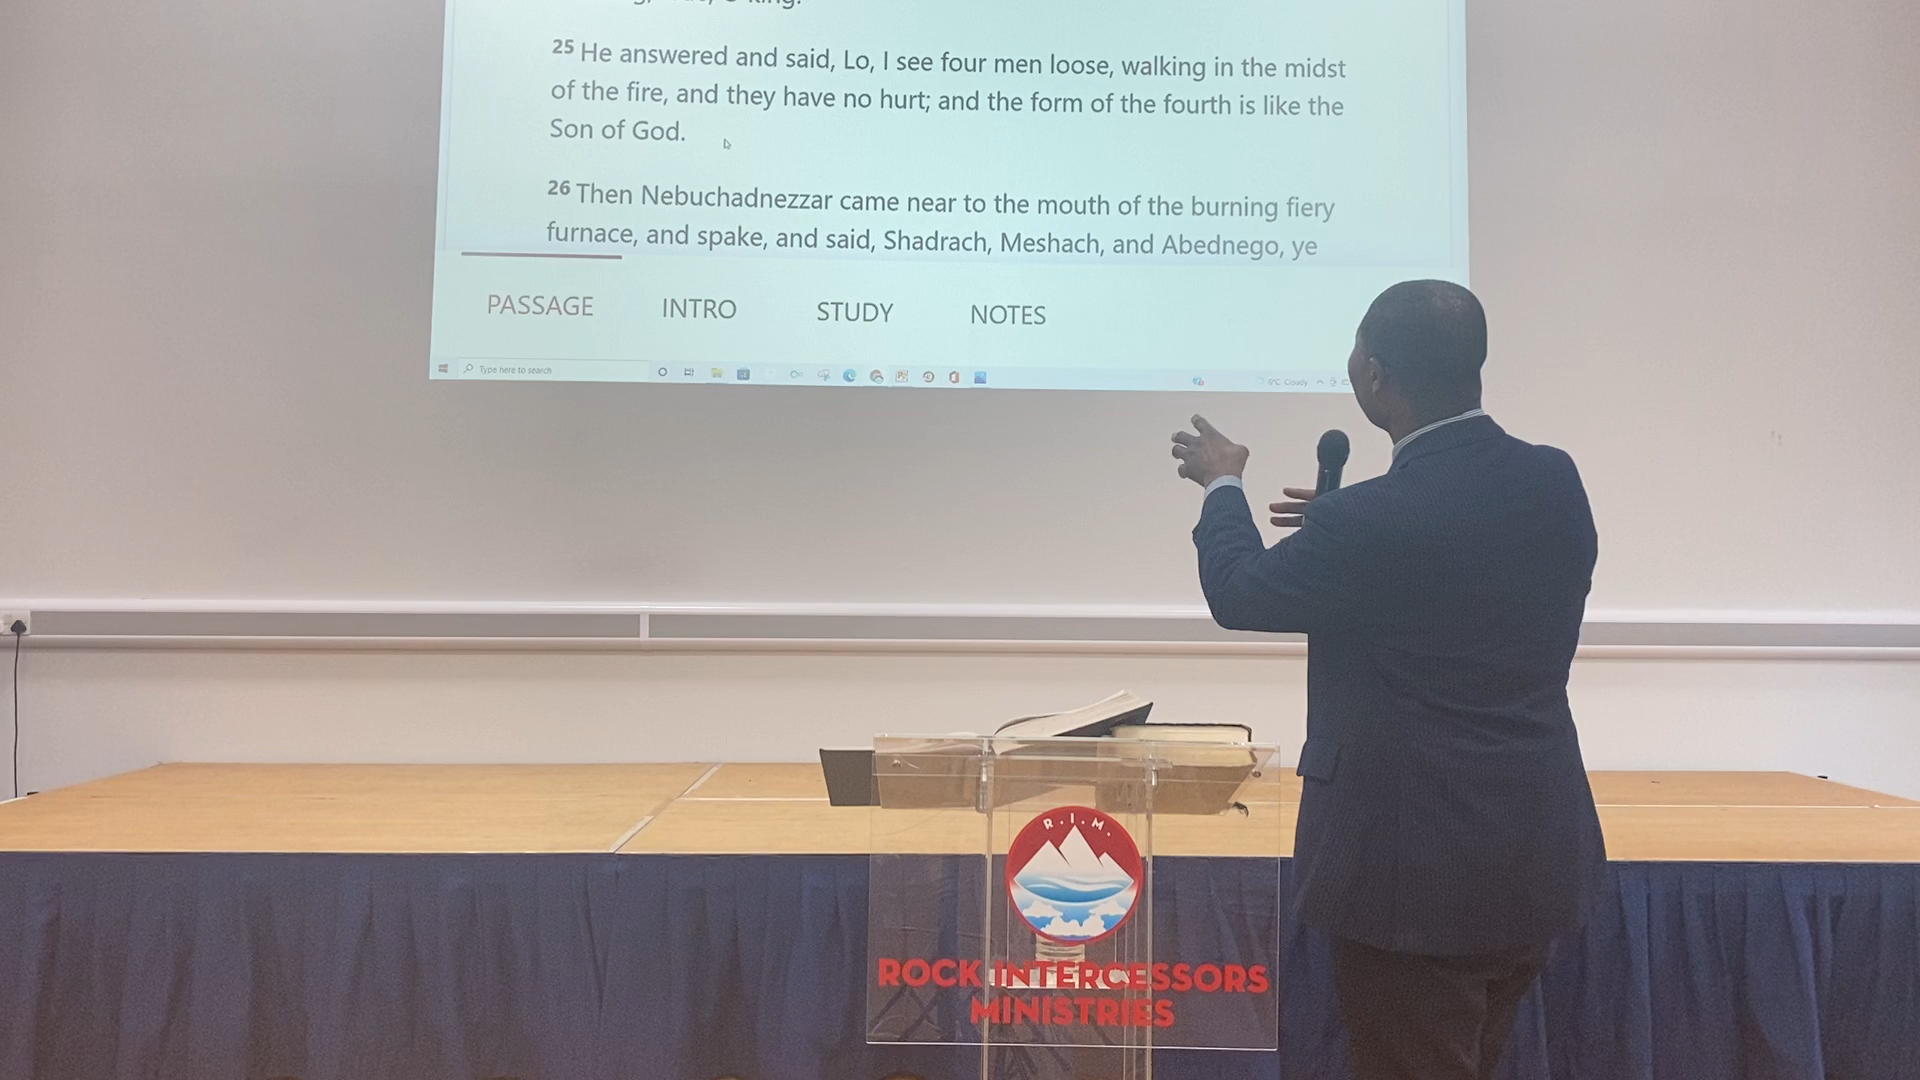 O king.
25 He answered and said, Lo, I see four men loose, walking in the midst
of the fire, and they have no hurt; and the form of the fourth is like the
Son of God.
26 Then Nebuchadnezzar came near to the mouth of the burning fiery
furnace, and spake, and said, Shadrach, Meshach, and Abednego, ye
PASSAGE INTRO STUDY NOTES
Type here to search
Cloudy
R.I.M.
ROCK INTERCESSORS
MINISTRIES